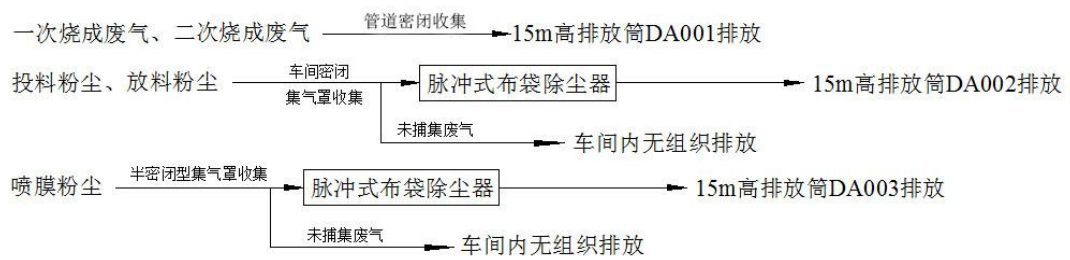 一次烧成废气、二次烧成废气 管道密闭收集 15m高排放筒DA001排放
投料粉尘、放料粉尘 车间密闭 集气罩收集 脉冲式布袋除尘器 15m高排放筒DA002排放
未捕集废气 车间内无组织排放
喷膜粉尘 半密闭型集气罩收集 脉冲式布袋除尘器 15m高排放筒DA003排放
未捕集废气 车间内无组织排放